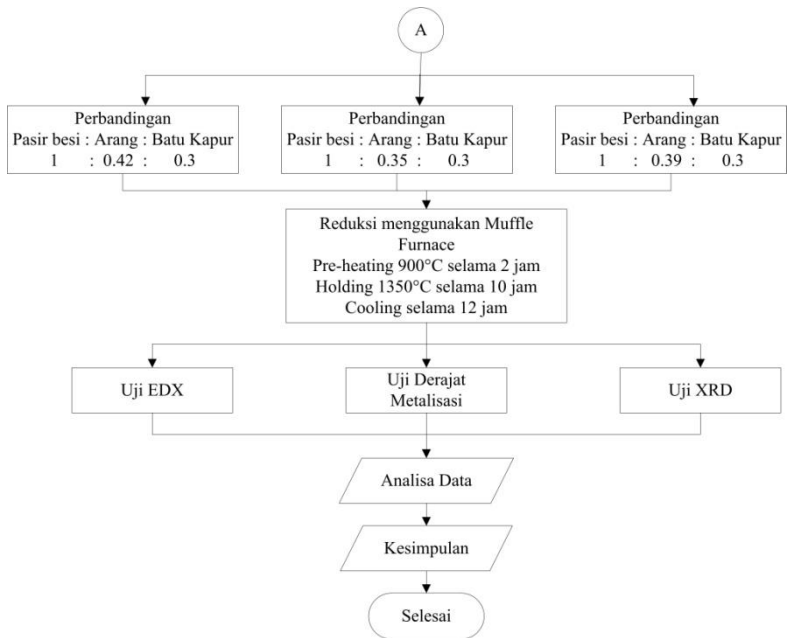 A
Perbandingan
Pasir besi : Arang : Batu Kapur
1 : 0.42 : 0.3
Perbandingan
Pasir besi : Arang : Batu Kapur
1 : 0.35 : 0.3
Perbandingan
Pasir besi : Arang : Batu Kapur
1 : 0.39 : 0.3
Reduksi menggunakan Muffle
Furnace
Pre-heating 900°C selama 2 jam
Holding 1350°C selama 10 jam
Cooling selama 12 jam
Uji EDX
Uji Derajat
Metalisasi
Uji XRD
Analisa Data
Kesimpulan
Selesai